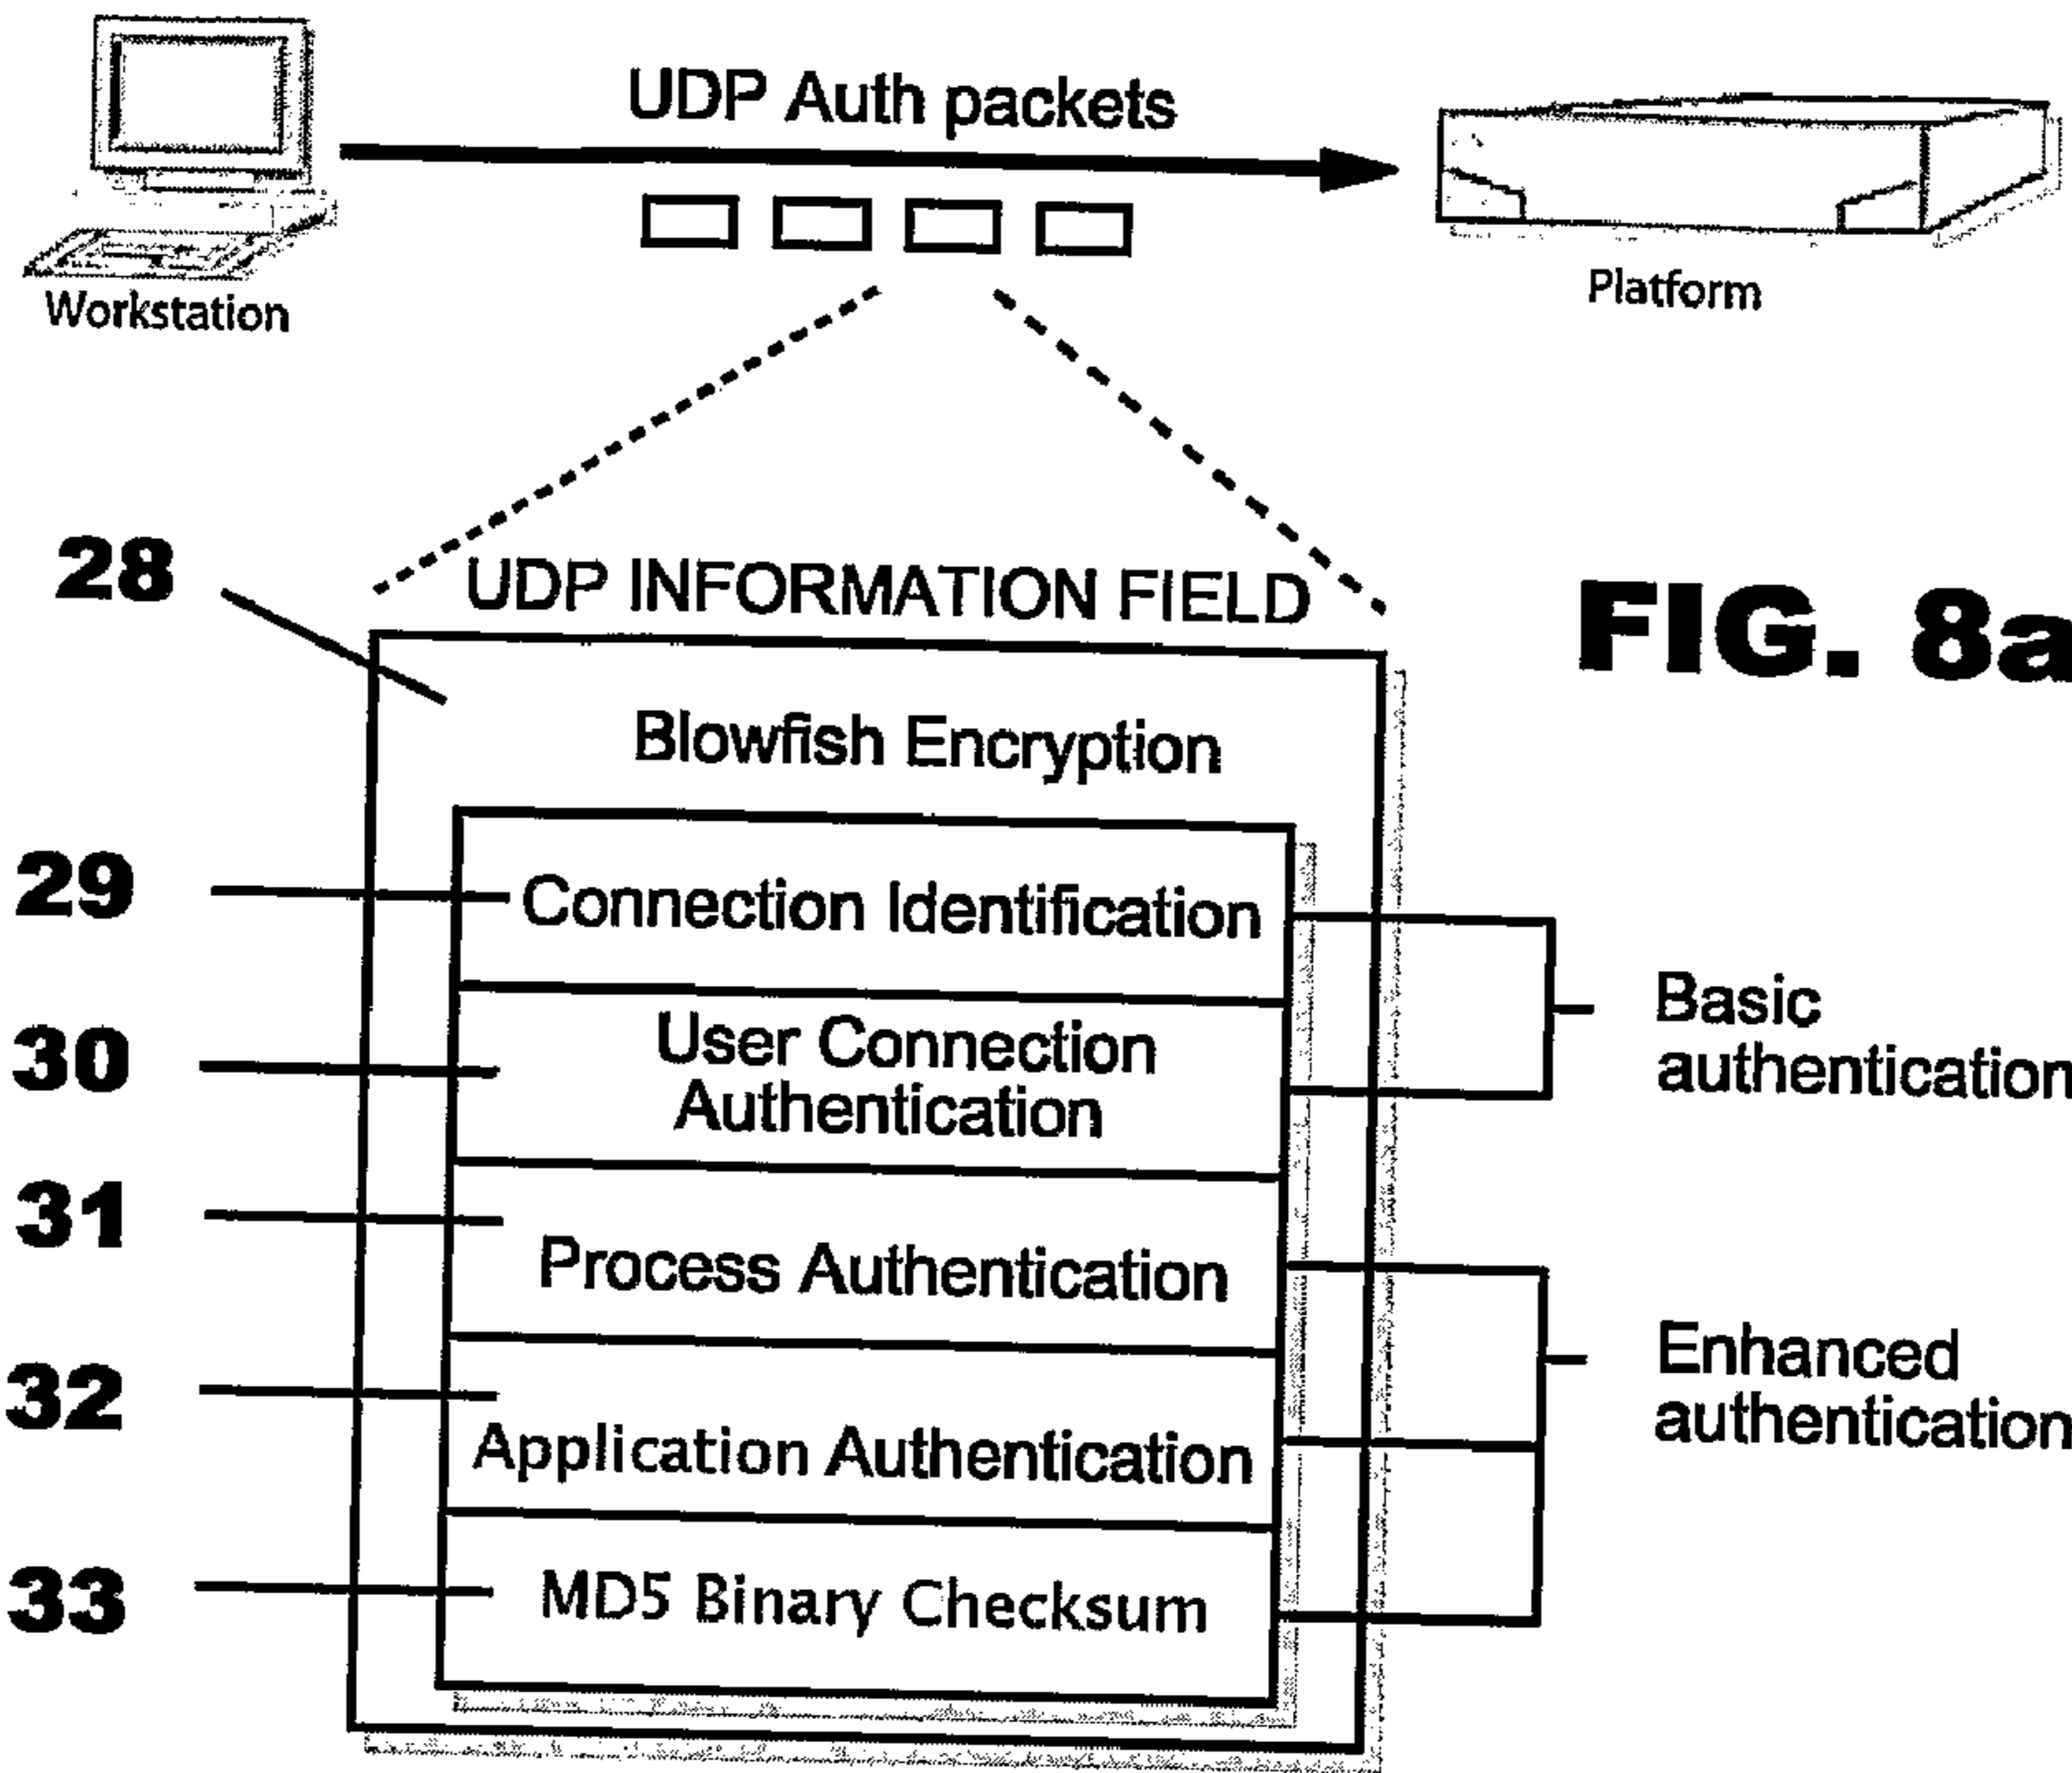 UDP Auth packets
Workstation
Platform
28
UDP INFORMATION FIELD
FIG. 8a
Blowfish Encryption
29
Connection Identification
30
User Connection
Authentication
Basic
authentication
31
Process Authentication
32
Application Authentication
Enhanced
authentication
33
MD5 Binary Checksum